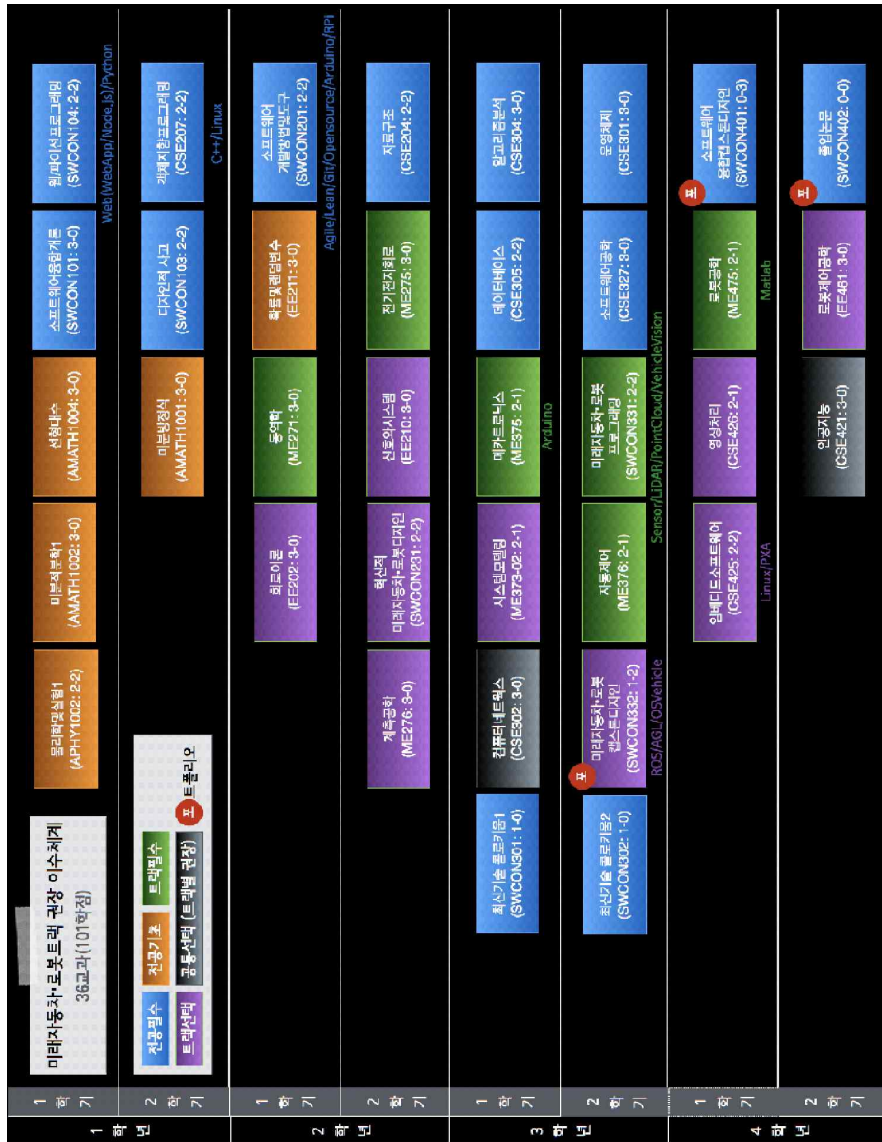 미래자동차·로봇트랙 권장 이수체계
36교과(101학점)
전공필수
전공기초
트랙필수
트랙선택
공통선택 (트랙별 권장)
포
트폴리오
1 학년
1 학기
물리학및실험1
(APHY1002: 2-2)
미분적분학1
(AMATH1002: 3-0)
선형대수
(AMATH1004: 3-0)
소프트웨어융합개론
(SWCON101: 3-0)
웹/파이선프로그래밍
(SWCON104: 2-2)
Web(WebApp/Node.js)/Python
2 학기
미분방정식
(AMATH1001: 3-0)
디자인적 사고
(SWCON103: 2-2)
객체지향프로그래밍
(CSE207: 2-2)
C++/Linux
2 학년
1 학기
회로이론
(EE202: 3-0)
동역학
(ME271: 3-0)
확률및랜덤변수
(EE211: 3-0)
소프트웨어
개발방법및도구
(SWCON201: 2-2)
Agile/Lean/Git/Opensource/Arduino/RPI
2 학기
계측공학
(ME276: 3-0)
혁신적
미래자동차·로봇디자인
(SWCON231: 2-2)
신호와시스템
(EE210: 3-0)
전기전자회로
(ME275: 3-0)
자료구조
(CSE204: 2-2)
3 학년
1 학기
최신기술 콜로키움1
(SWCON301: 1-0)
컴퓨터네트웍스
(CSE302: 3-0)
시스템모델링
(ME373-02: 2-1)
메카트로닉스
(ME375: 2-1)
Arduino
데이터베이스
(CSE305: 2-2)
알고리즘분석
(CSE304: 3-0)
2 학기
최신기술 콜로키움2
(SWCON302: 1-0)
포
미래자동차·로봇
캡스톤디자인
(SWCON332: 1-2)
ROS/AGL/OSVehicle
자동제어
(ME376: 2-1)
미래자동차·로봇
프로그래밍
(SWCON331: 2-2)
Sensor/LiDAR/PointCloud/VehicleVision
소프트웨어공학
(CSE327: 3-0)
운영체제
(CSE301: 3-0)
4 학년
1 학기
임베디드소프트웨어
(CSE425: 2-2)
Linux/PXA
영상처리
(CSE426: 2-1)
로봇공학
(ME475: 2-1)
Matlab
포
소프트웨어
융합캡스톤디자인
(SWCON401: 0-3)
2 학기
인공지능
(CSE421: 3-0)
로봇제어공학
(EE461: 3-0)
포
졸업논문
(SWCON402: 0-0)